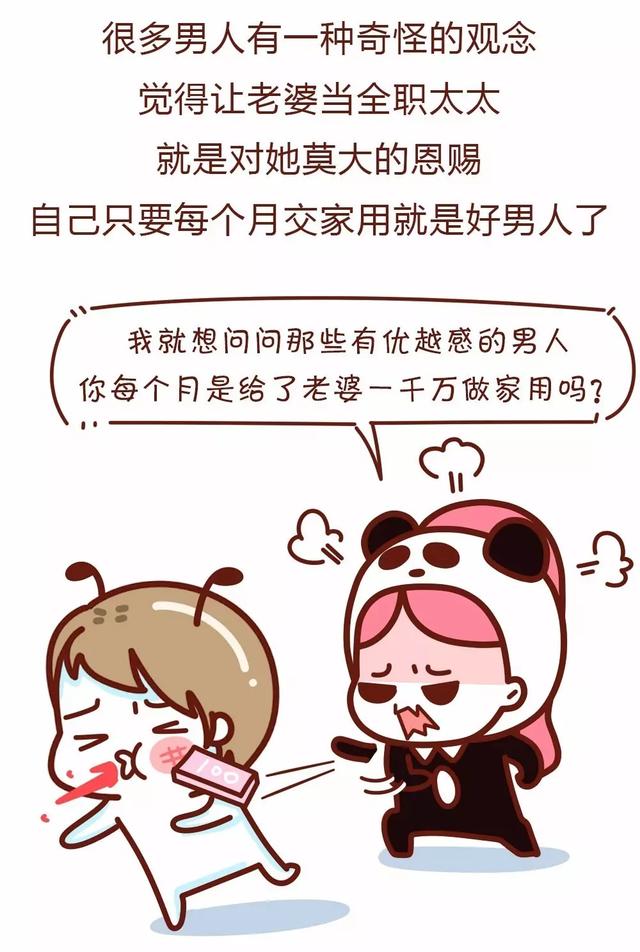 很多男人有一种奇怪的观念
觉得让老婆当全职太太
就是对她莫大的恩赐
自己只要每个月交家用就是好男人了
我就想问问那些有优越感的男人
你每个月是给了老婆一千万做家用吗?
100